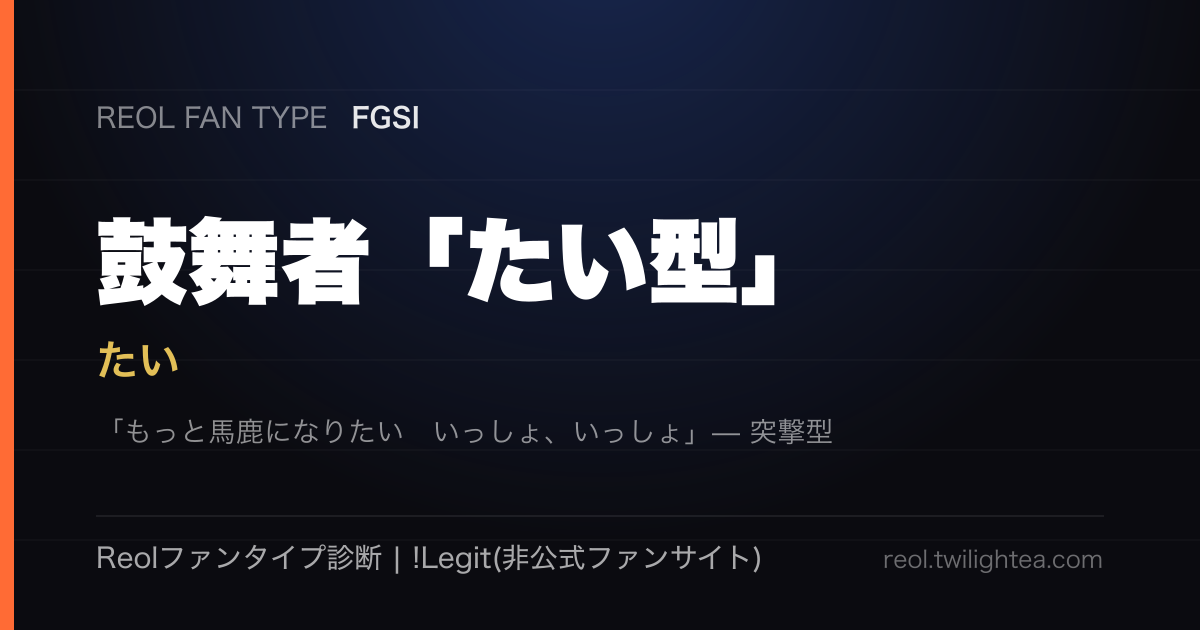 REOL FAN TYPE FGSI
鼓舞者「たい型」
たい
「もっと馬鹿になりたい　いっしょ、いっしょ」— 突撃型
Reolファンタイプ診断 | !Legit(非公式ファンサイト)
reol.twilightea.com